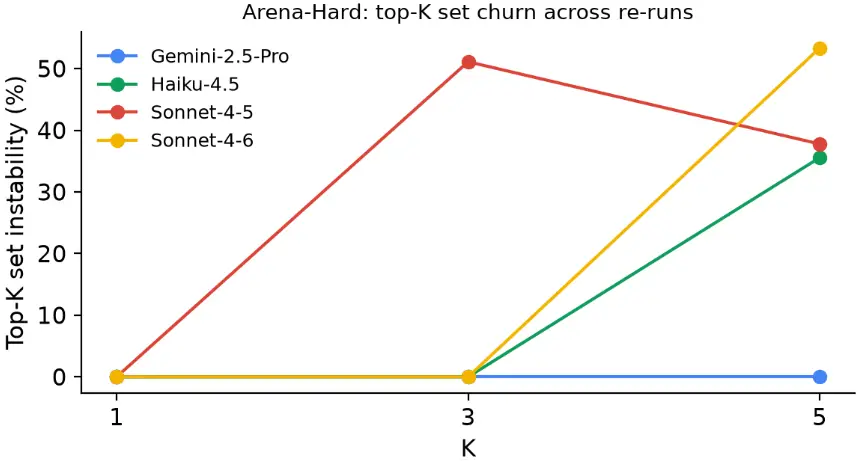 Arena-Hard: top-K set churn across re-runs
Top-K set instability (%)
50
40
30
20
10
0
Gemini-2.5-Pro
Haiku-4.5
Sonnet-4-5
Sonnet-4-6
1
3
5
K